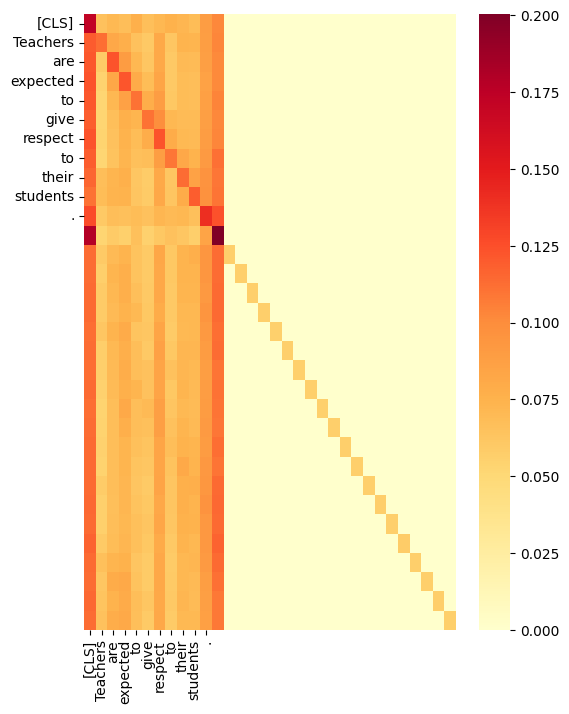 [CLS]
Teachers
are
expected
to
give
respect
to
their
students
.
0.200
0.175
0.150
0.125
0.100
0.075
0.050
0.025
0.000
[CLS]
Teachers
are
expected
to
give
respect
to
their
students
.